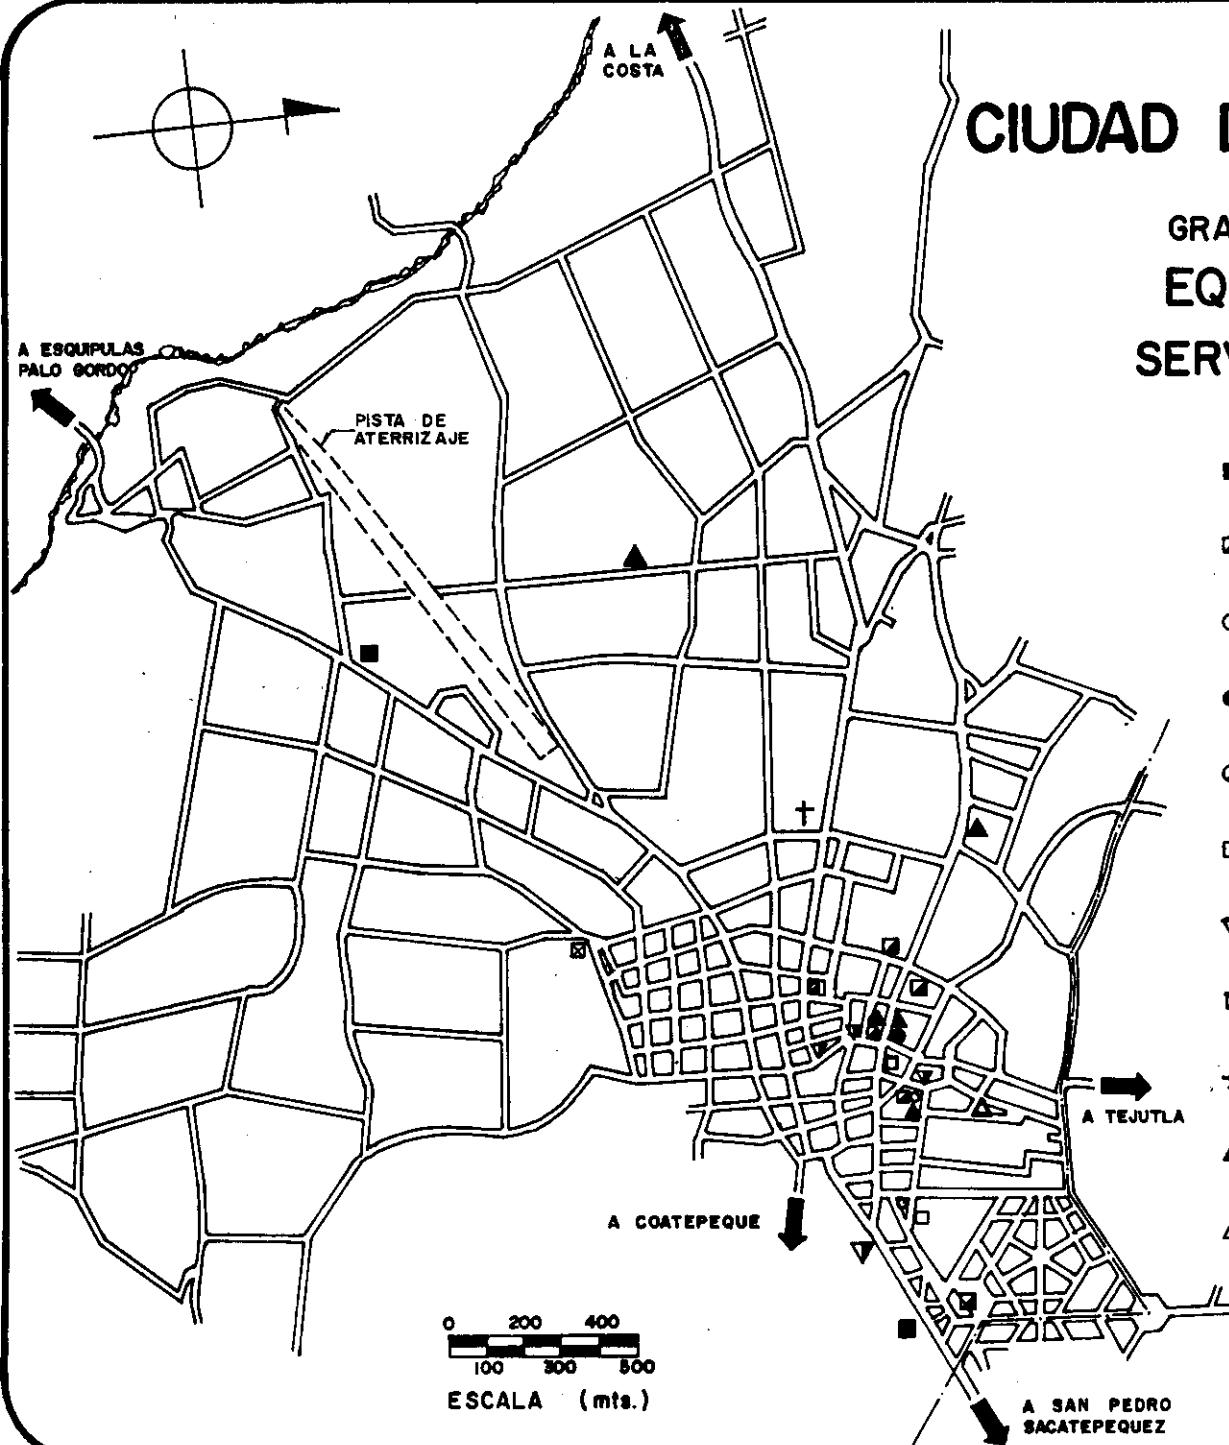 A LA
COSTA
CIUDAD
GRA
EQ
SERV
A ESQUIPULAS
PALO GORDO
PISTA DE
ATERRIZAJE
A TEJUTLA
A COATEPEQUE
0 200 400
100 300 500
ESCALA (mts.)
A SAN PEDRO
SACATEPEQUEZ